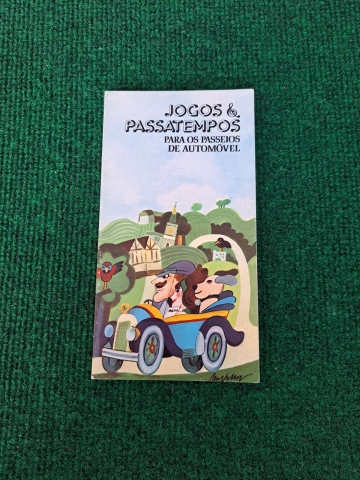 JOGOS &
PASSATEMPOS
PARA OS PASSEIOS
DE AUTOMÓVEL